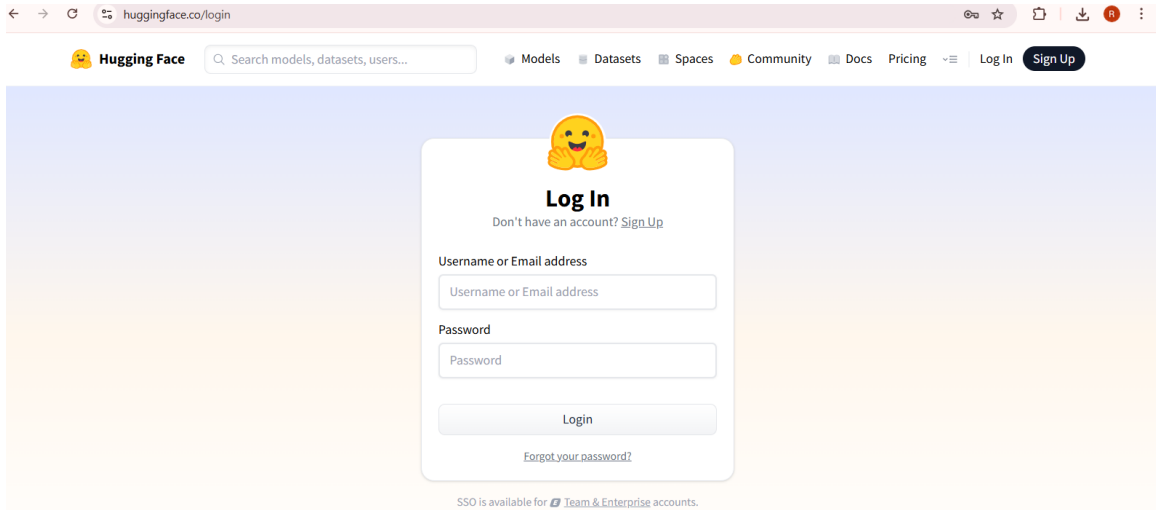 huggingface.co/login
R
Hugging Face Search models, datasets, users... Models Datasets Spaces Community Docs Pricing Log In Sign Up
Log In
Don't have an account? Sign Up
Username or Email address
Username or Email address
Password
Password
Login
Forgot your password?
SSO is available for Team & Enterprise accounts.